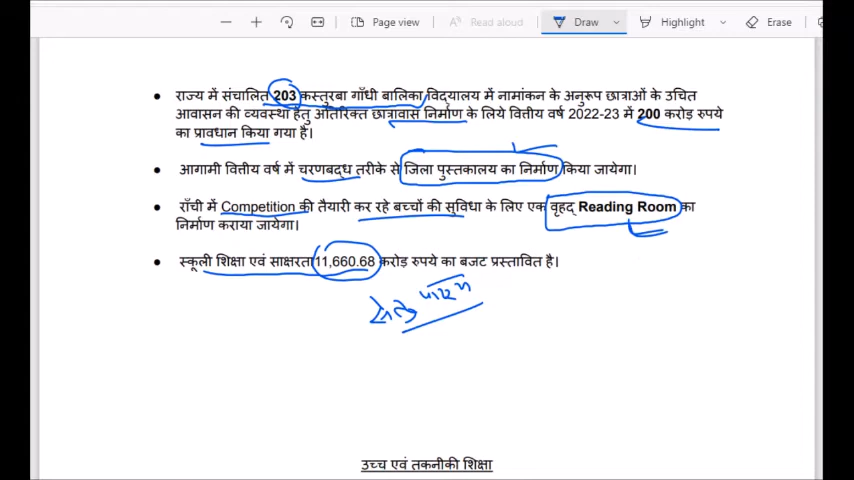 Page view
Read aloud
Draw
Highlight
Erase
राज्य में संचालित 203 कस्तुरबा गाँधी बालिका विद्यालय में नामांकन के अनुरूप छात्राओं के उचित
आवासन की व्यवस्था हेतु अतिरिक्त छात्रावास निर्माण के लिये वित्तीय वर्ष 2022-23 में 200 करोड़ रुपये
का प्रावधान किया गया है।
आगामी वित्तीय वर्ष में चरणबद्ध तरीके से जिला पुस्तकालय का निर्माण किया जायेगा।
राँची में Competition की तैयारी कर रहे बच्चों की सुविधा के लिए एक वृहद् Reading Room का
निर्माण कराया जायेगा।
स्कूली शिक्षा एवं साक्षरता 11,660.68 करोड़ रुपये का बजट प्रस्तावित है।
उच्च एवं तकनीकी शिक्षा